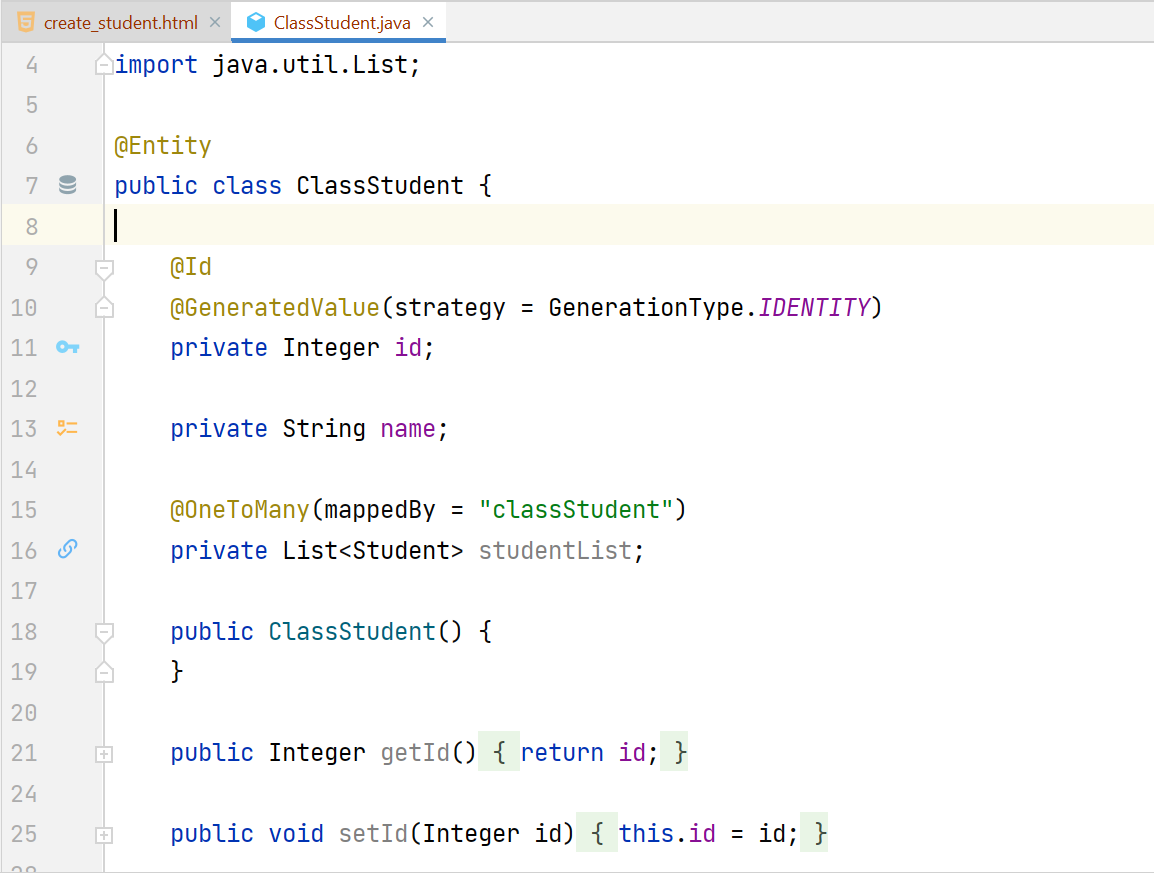 create_student.html
ClassStudent.java
4 import java.util.List;
5
6 @Entity
7 public class ClassStudent {
8
9 @Id
10 @GeneratedValue(strategy = GenerationType.IDENTITY)
11 private Integer id;
12
13 private String name;
14
15 @OneToMany(mappedBy = "classStudent")
16 private List<Student> studentList;
17
18 public ClassStudent() {
19 }
20
21 public Integer getId() { return id; }
24
25 public void setId(Integer id) { this.id = id; }